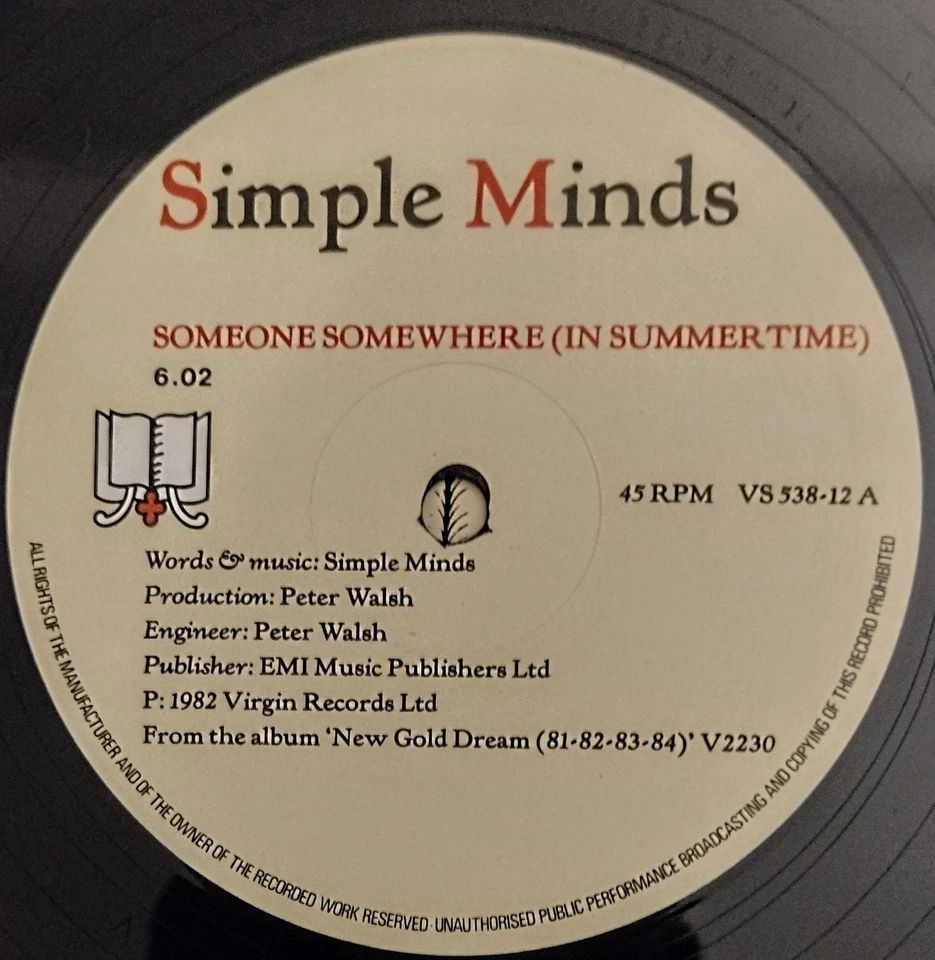 Simple Minds
SOMEONE SOMEWHERE (IN SUMMERTIME)
6.02
45 RPM VS 538-12 A
Words & music: Simple Minds
Production: Peter Walsh
Engineer: Peter Walsh
Publisher: EMI Music Publishers Ltd
P: 1982 Virgin Records Ltd
From the album ‘New Gold Dream (81-82-83-84)’ V2230
ALL RIGHTS OF THE MANUFACTURER AND OF THE OWNER OF THE RECORDED WORK RESERVED · UNAUTHORISED PUBLIC PERFORMANCE BROADCASTING AND COPYING OF THIS RECORD PROHIBITED